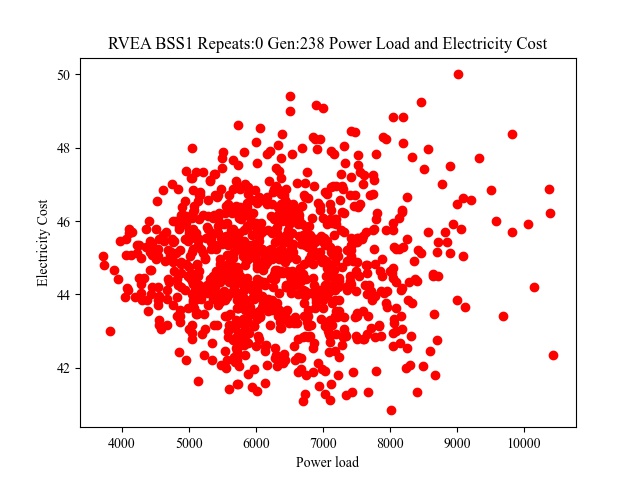 RVEA BSS1 Repeats:0 Gen:238 Power Load and Electricity Cost
50
48
46
44
42
Electricity Cost
4000 5000 6000 7000 8000 9000 10000
Power load